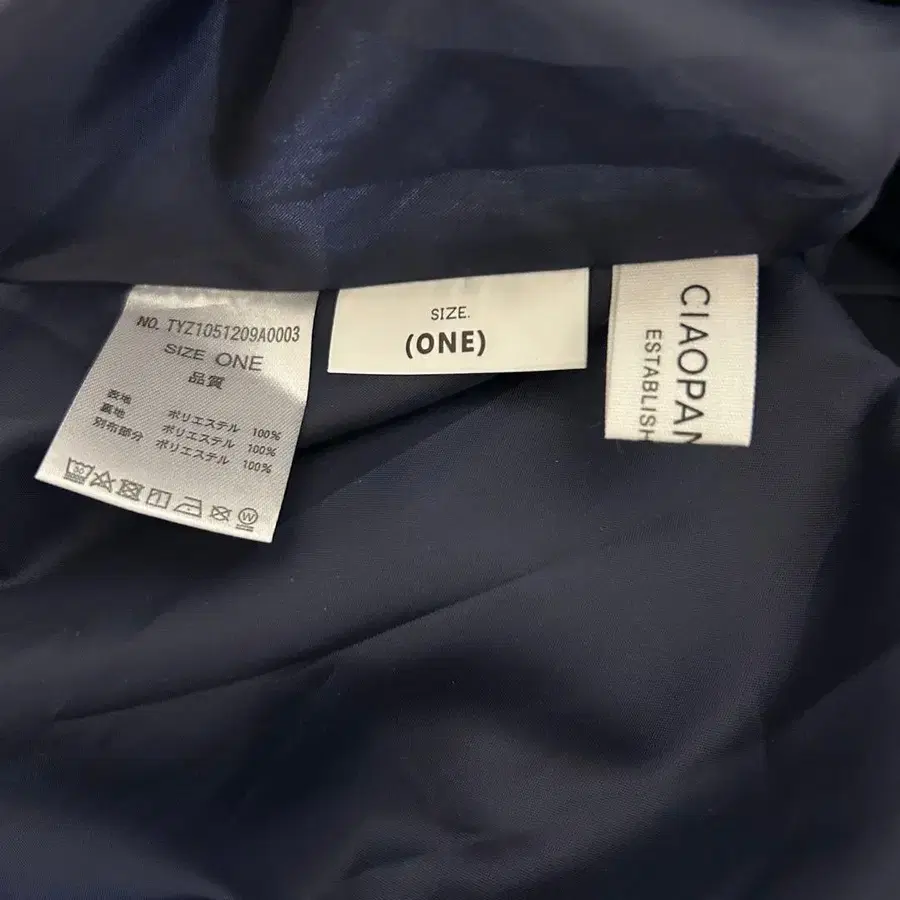 NO. TYZ1051209A0003
SIZE ONE
品質
表地 ポリエステル 100%
裏地 ポリエステル 100%
別布部分 ポリエステル 100%
SIZE.
(ONE)
CIAOPAN
ESTABLISH